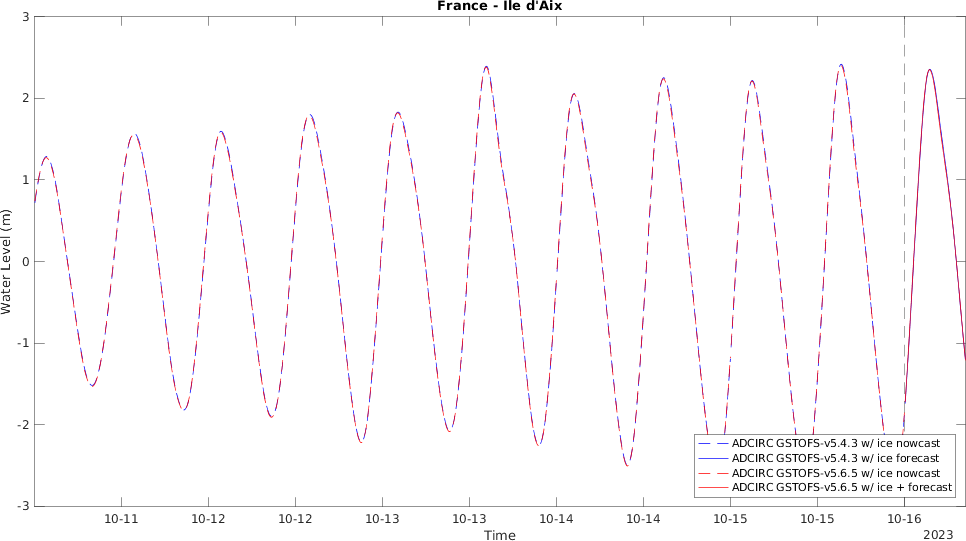 France - Ile d'Aix
3
2
1
0
-1
-2
-3
Water Level (m)
ADCIRC GSTOFS-v5.4.3 w/ ice nowcast
ADCIRC GSTOFS-v5.4.3 w/ ice forecast
ADCIRC GSTOFS-v5.6.5 w/ ice nowcast
ADCIRC GSTOFS-v5.6.5 w/ ice + forecast
10-11 10-12 10-12 10-13 10-13 10-14 10-14 10-15 10-15 10-16
Time
2023